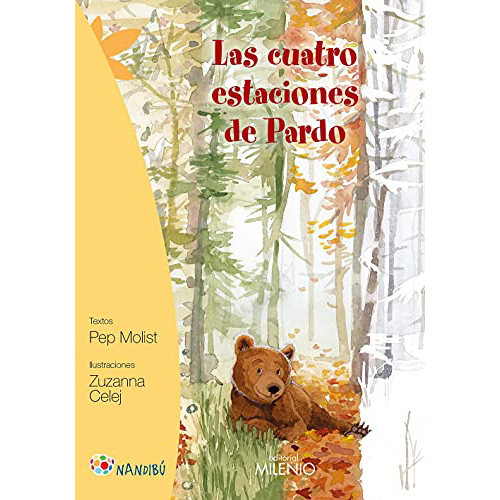 Las cuatro
estaciones
de Pardo
Textos
Pep Molist
Ilustraciones
Zuzanna
Celej
NANDIBÚ
Editorial
MILENIO